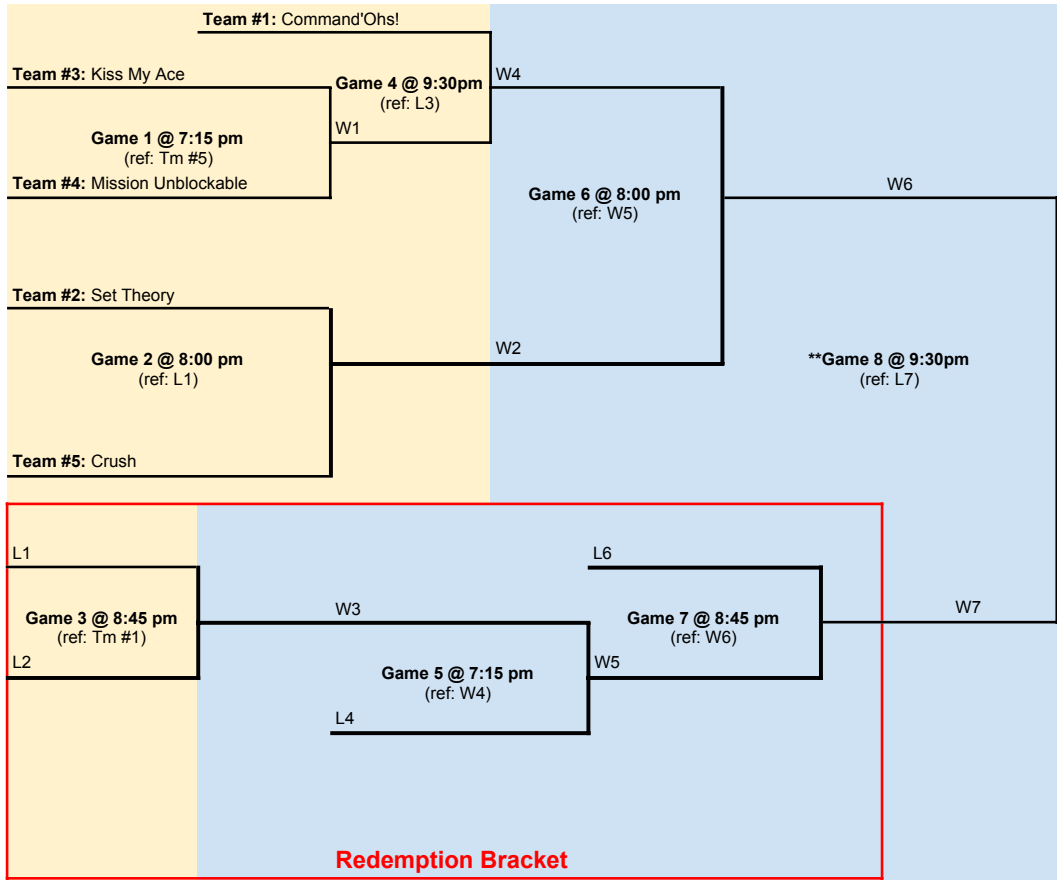 Team #1: Command'Ohs!
Team #3: Kiss My Ace
Game 4 @ 9:30pm
(ref: L3)
W4
Game 1 @ 7:15 pm
(ref: Tm #5)
W1
Team #4: Mission Unblockable
Game 6 @ 8:00 pm
(ref: W5)
W6
Team #2: Set Theory
Game 2 @ 8:00 pm
(ref: L1)
W2
**Game 8 @ 9:30pm
(ref: L7)
Team #5: Crush
L1
L6
Game 3 @ 8:45 pm
(ref: Tm #1)
W3
Game 7 @ 8:45 pm
(ref: W6)
W7
L2
Game 5 @ 7:15 pm
(ref: W4)
W5
L4
Redemption Bracket